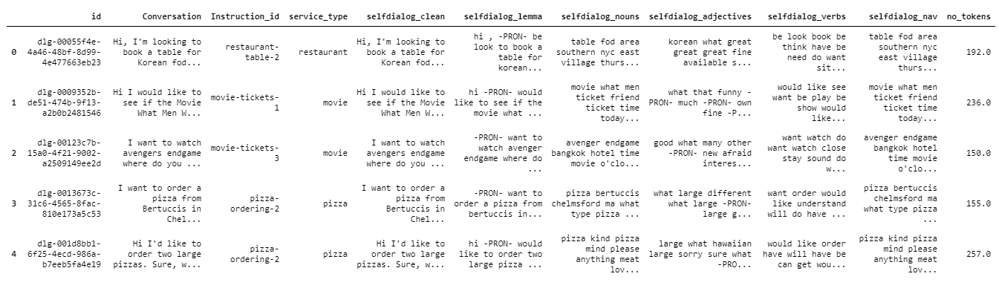 id Conversation Instruction_id service_type selfdialog_clean selfdialog_lemma selfdialog_nouns selfdialog_adjectives selfdialog_verbs selfdialog_nav no_tokens
0
dlg-00055f4e-
4a46-48bf-8d99-
4e477663eb23
Hi, I'm looking to
book a table for
Korean fod...
restaurant-
table-2
restaurant
Hi, I'm looking to
book a table for
Korean fod...
hi , -PRON- be
look to book a
table for
korean...
table fod area
southern nyc east
village thurs...
korean what great
great great fine
available s...
be look book be
think have be
need do want
sit...
table fod area
southern nyc
east village
thurs...
192.0
1
dlg-0009352b-
de51-474b-9f13-
a2b0b2481546
Hi I would like to
see if the Movie
What Men W...
movie-tickets-
1
movie
Hi I would like to
see if the Movie
What Men W...
hi -PRON- would
like to see if the
movie what ...
movie what men
ticket friend
ticket time
today...
what that funny -
PRON- much -PRON- own
fine -P...
would like see
want be play be
show would
like...
movie what men
ticket friend
ticket time
today...
236.0
2
dlg-00123c7b-
15a0-4f21-9002-
a2509149ee2d
I want to watch
avengers endgame
where do you ...
movie-tickets-
3
movie
I want to watch
avengers endgame
where do you ...
-PRON- want to
watch avenger
endgame where do
...
avenger endgame
bangkok hotel time
movie o'clo...
good what many other
-PRON- new afraid
interes...
want watch do
want watch close
stay sound do
w...
avenger endgame
bangkok hotel
time movie
o'clo...
150.0
3
dlg-0013673c-
31c6-4565-8fac-
810e173a5c53
I want to order a
pizza from
Bertuccis in
Chel...
pizza-
ordering-2
pizza
I want to order a
pizza from
Bertuccis in
Chel...
-PRON- want to
order a pizza from
bertuccis in...
pizza bertuccis
chelmsford ma what
type pizza ...
what large different
what large -PRON-
large g...
want order would
like understand
will do have ...
pizza bertuccis
chelmsford ma
what type pizza
...
155.0
4
dlg-001d8bb1-
6f25-4ecd-986a-
b7eeb5fa4e19
Hi I'd like to
order two large
pizzas. Sure, w...
pizza-
ordering-2
pizza
Hi I'd like to
order two large
pizzas. Sure, w...
hi -PRON- would
like to order two
large pizza ...
pizza kind pizza
mind please
anything meat
lov...
large what hawaiian
large sorry sure what
-PRO...
would like order
have will have be
can get wou...
pizza kind pizza
mind please
anything meat
lov...
257.0